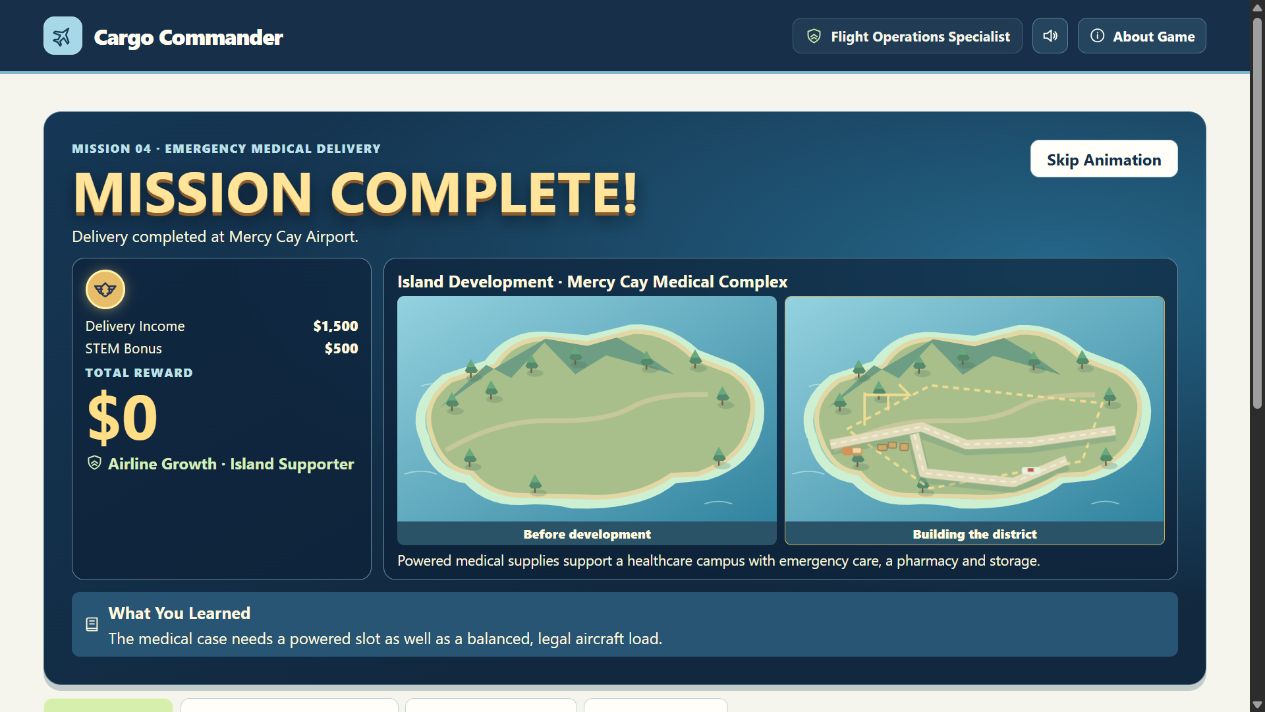 Cargo Commander
Flight Operations Specialist
About Game
MISSION 04 · EMERGENCY MEDICAL DELIVERY
MISSION COMPLETE!
Delivery completed at Mercy Cay Airport.
Skip Animation
Delivery Income $1,500
STEM Bonus $500
TOTAL REWARD
$0
Airline Growth · Island Supporter
Island Development · Mercy Cay Medical Complex
Before development
Building the district
Powered medical supplies support a healthcare campus with emergency care, a pharmacy and storage.
What You Learned
The medical case needs a powered slot as well as a balanced, legal aircraft load.